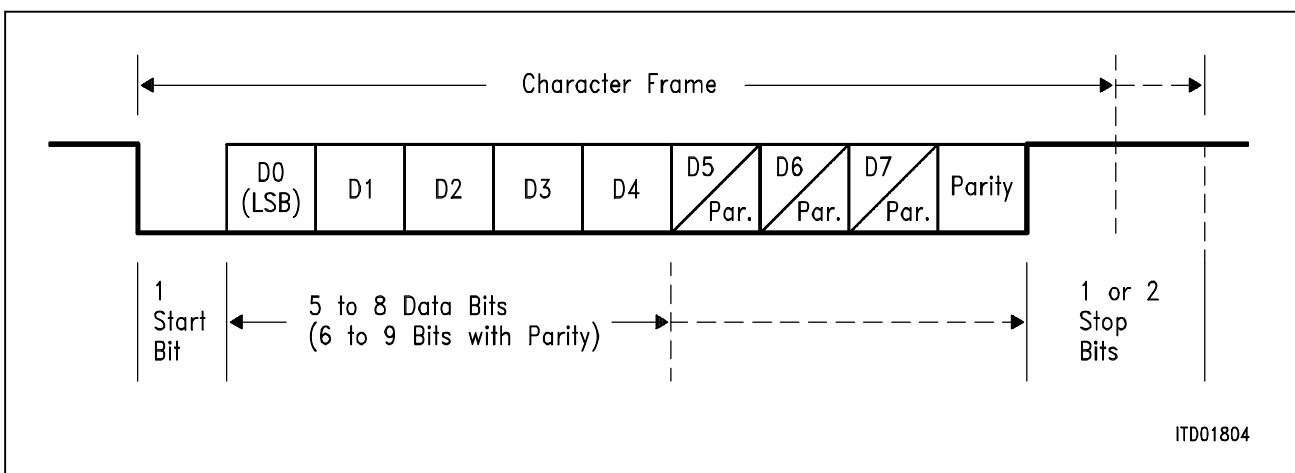 Character Frame
D0
(LSB)
D1
D2
D3
D4
D5
Par.
D6
Par.
D7
Par.
Parity
1
Start
Bit
5 to 8 Data Bits
(6 to 9 Bits with Parity)
1 or 2
Stop
Bits
ITD01804